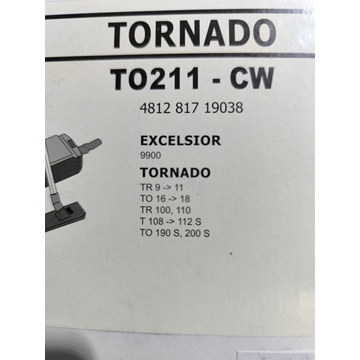 TORNADO
TO211 - CW
4812 817 19038
EXCELSIOR
9900
TORNADO
TR 9 -> 11
TO 16 -> 18
TR 100, 110
T 108 -> 112 S
TO 190 S, 200 S